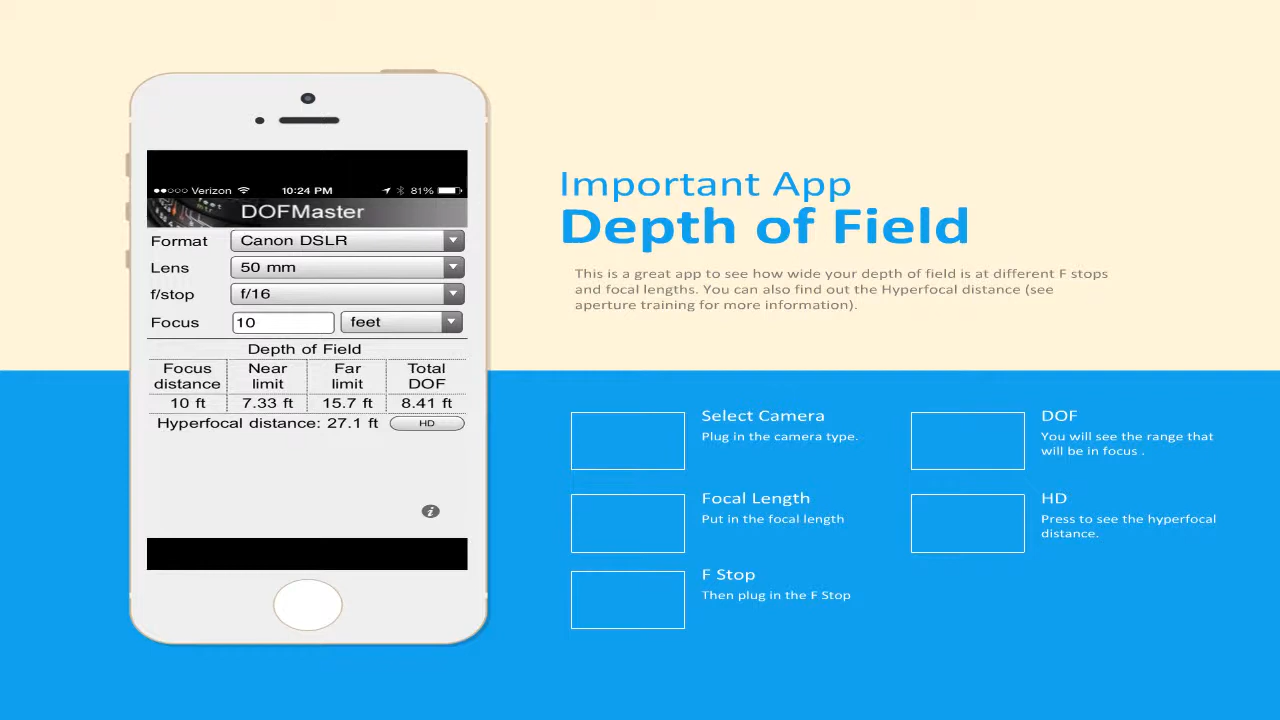 Verizon 10:24 PM 81%
DOFMaster
Format Canon DSLR
Lens 50 mm
f/stop f/16
Focus 10 feet
Depth of Field
Focus distance Near limit Far limit Total DOF
10 ft 7.33 ft 15.7 ft 8.41 ft
Hyperfocal distance: 27.1 ft HD
i
Important App
Depth of Field
This is a great app to see how wide your depth of field is at different F stops
and focal lengths. You can also find out the Hyperfocal distance (see
aperture training for more information).
Select Camera
Plug in the camera type.
Focal Length
Put in the focal length
F Stop
Then plug in the F Stop
DOF
You will see the range that
will be in focus .
HD
Press to see the hyperfocal
distance.